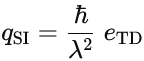 q_SI = ħ/λ² e_TD